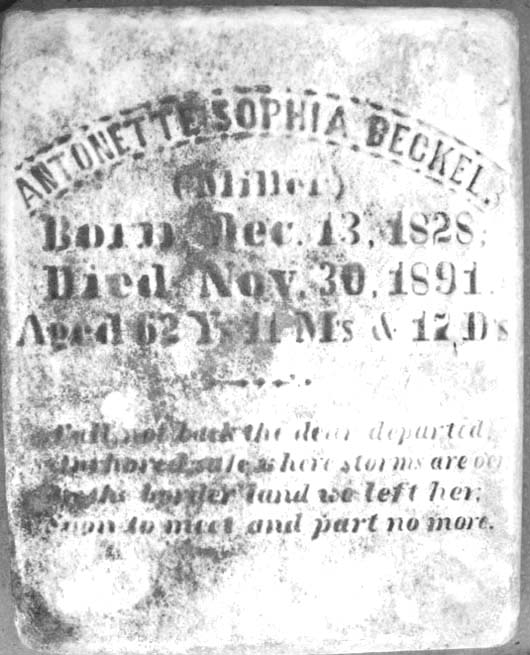 ANTONETTE SOPHIA BECKEL.
(Miller)
Born Dec. 13, 1828,
Died Nov. 30, 1891.
Aged 62 Ys 11 Ms & 17 Ds
Call not back the dear departed,
Anchored safe where storms are oer
On the border land we left her,
Soon to meet and part no more.